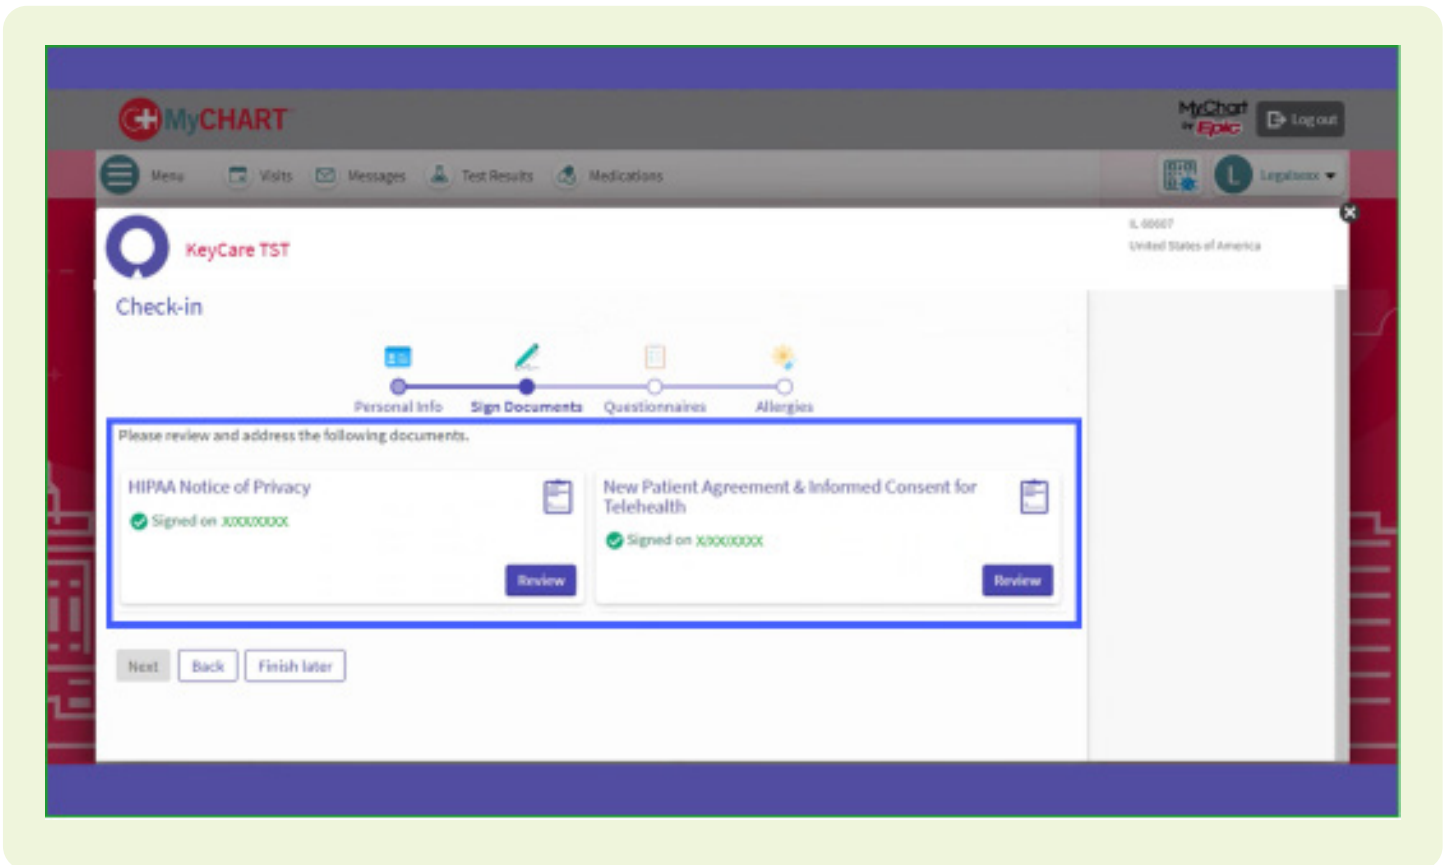 MyCHART
MyChart
by Epic
Log out
Menu
Visits
Messages
Test Results
Medications
L
KeyCare TST
IL 60607
United States of America
Check-in
Personal Info
Sign Documents
Questionnaires
Allergies
Please review and address the following documents.
HIPAA Notice of Privacy
Signed on
Review
New Patient Agreement & Informed Consent for
Telehealth
Signed on
Review
Next
Back
Finish later